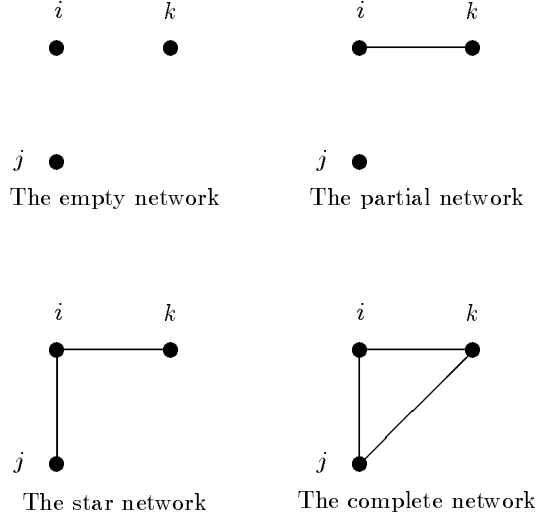 i k
i k
j
j
The empty network
The partial network
i k
i k
j
j
The star network
The complete network